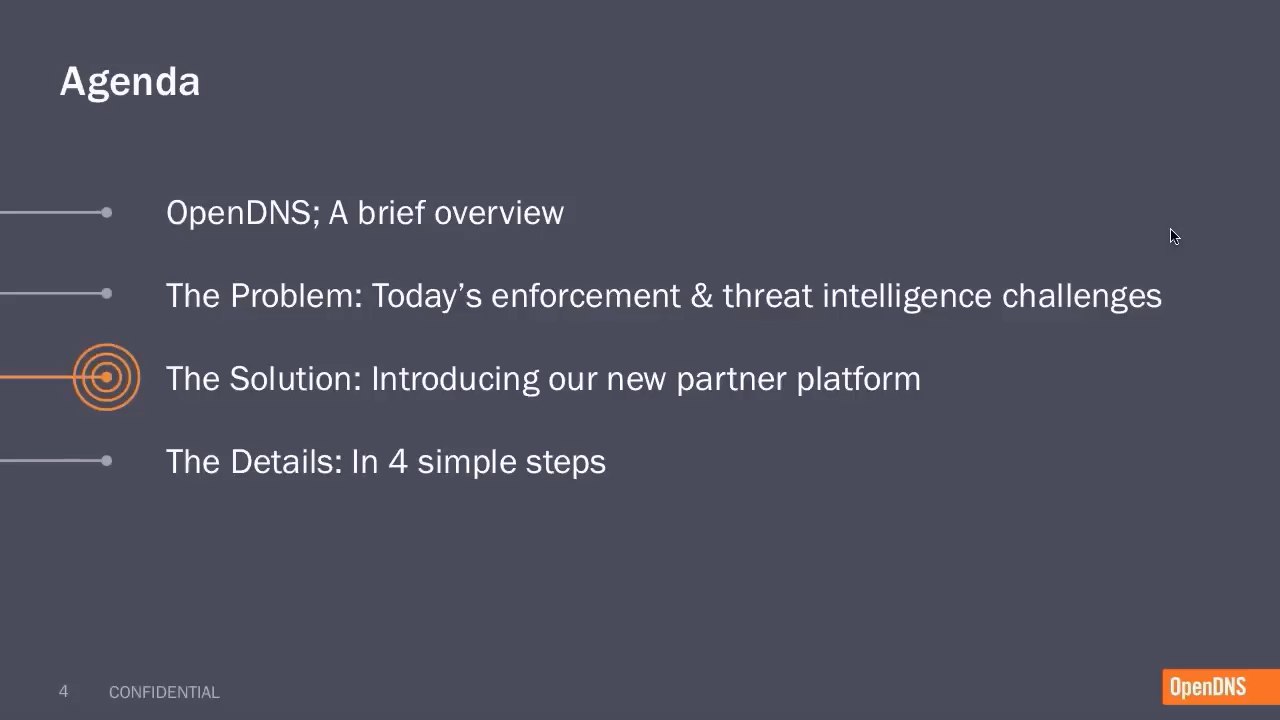 Agenda
OpenDNS; A brief overview
The Problem: Today’s enforcement & threat intelligence challenges
The Solution: Introducing our new partner platform
The Details: In 4 simple steps
4 CONFIDENTIAL
OpenDNS